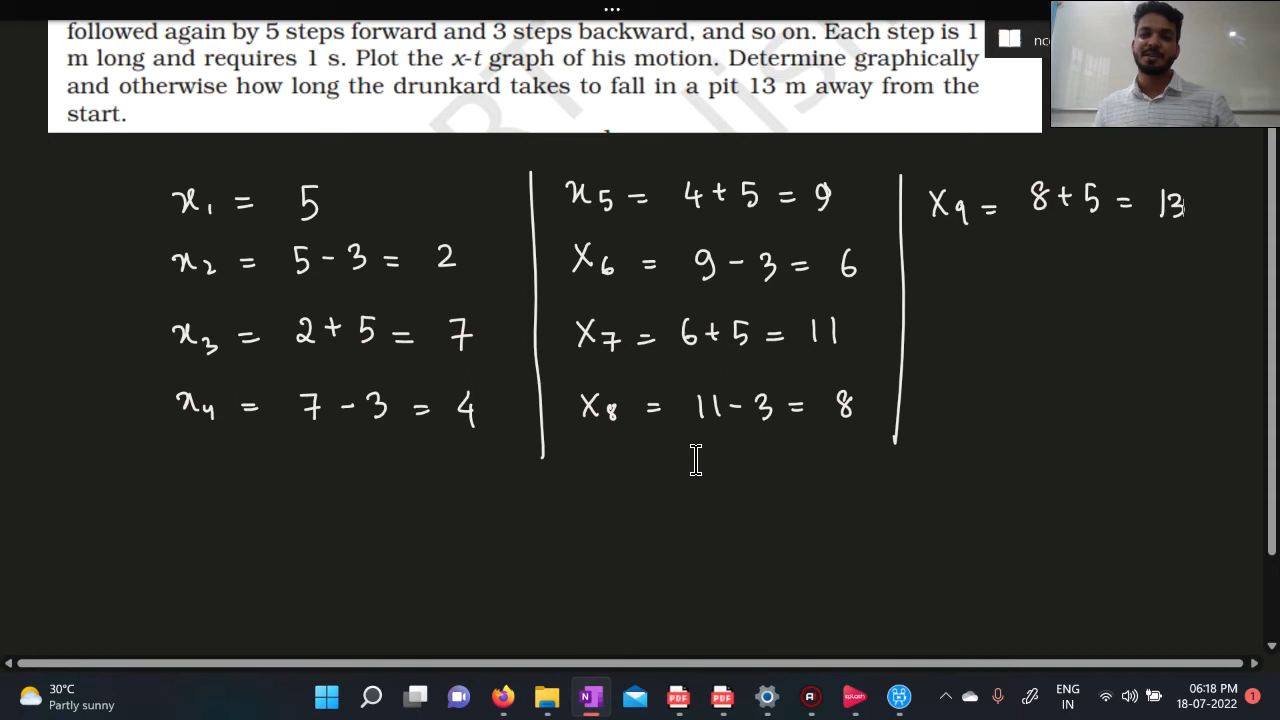 followed again by 5 steps forward and 3 steps backward, and so on. Each step is 1
m long and requires 1 s. Plot the x-t graph of his motion. Determine graphically
and otherwise how long the drunkard takes to fall in a pit 13 m away from the
start.
x₁ = 5
x₂ = 5 - 3 = 2
x₃ = 2 + 5 = 7
x₄ = 7 - 3 = 4
x₅ = 4 + 5 = 9
x₆ = 9 - 3 = 6
x₇ = 6 + 5 = 11
x₈ = 11 - 3 = 8
x₉ = 8 + 5 = 13
30°C
Partly sunny
ENG
IN
06:18 PM
18-07-2022
1